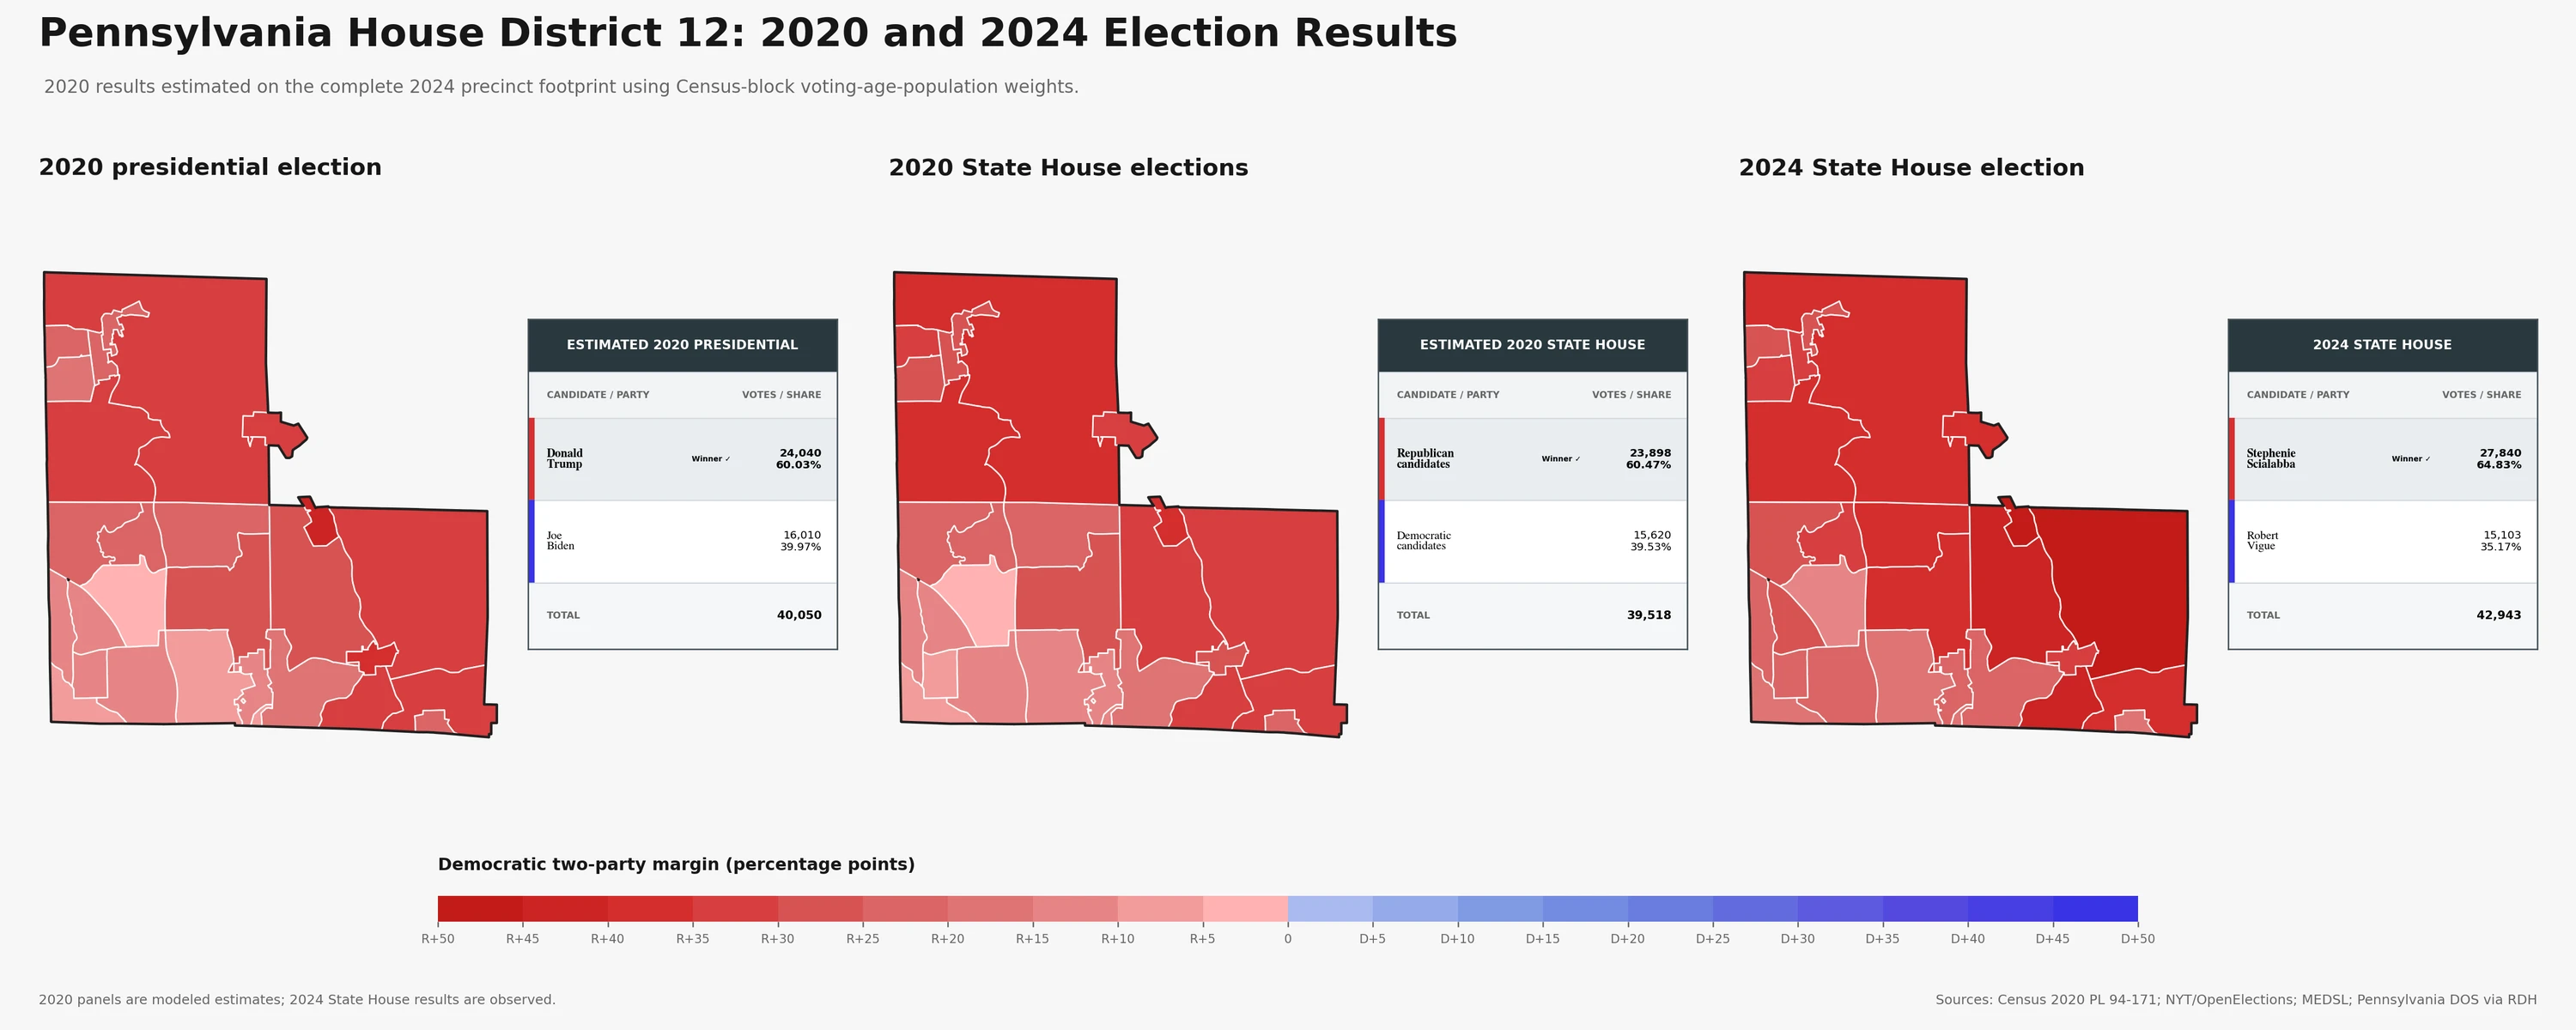 Pennsylvania House District 12: 2020 and 2024 Election Results
2020 results estimated on the complete 2024 precinct footprint using Census-block voting-age-population weights.
2020 presidential election
ESTIMATED 2020 PRESIDENTIAL
CANDIDATE / PARTY VOTES / SHARE
Donald
Trump
Winner ✓
24,040
60.03%
Joe
Biden
16,010
39.97%
TOTAL 40,050
2020 State House elections
ESTIMATED 2020 STATE HOUSE
CANDIDATE / PARTY VOTES / SHARE
Republican
candidates
Winner ✓
23,898
60.47%
Democratic
candidates
15,620
39.53%
TOTAL 39,518
2024 State House election
2024 STATE HOUSE
CANDIDATE / PARTY VOTES / SHARE
Stephenie
Scialabba
Winner ✓
27,840
64.83%
Robert
Vigue
15,103
35.17%
TOTAL 42,943
Democratic two-party margin (percentage points)
R+50 R+45 R+40 R+35 R+30 R+25 R+20 R+15 R+10 R+5 0 D+5 D+10 D+15 D+20 D+25 D+30 D+35 D+40 D+45 D+50
2020 panels are modeled estimates; 2024 State House results are observed.
Sources: Census 2020 PL 94-171; NYT/OpenElections; MEDSL; Pennsylvania DOS via RDH